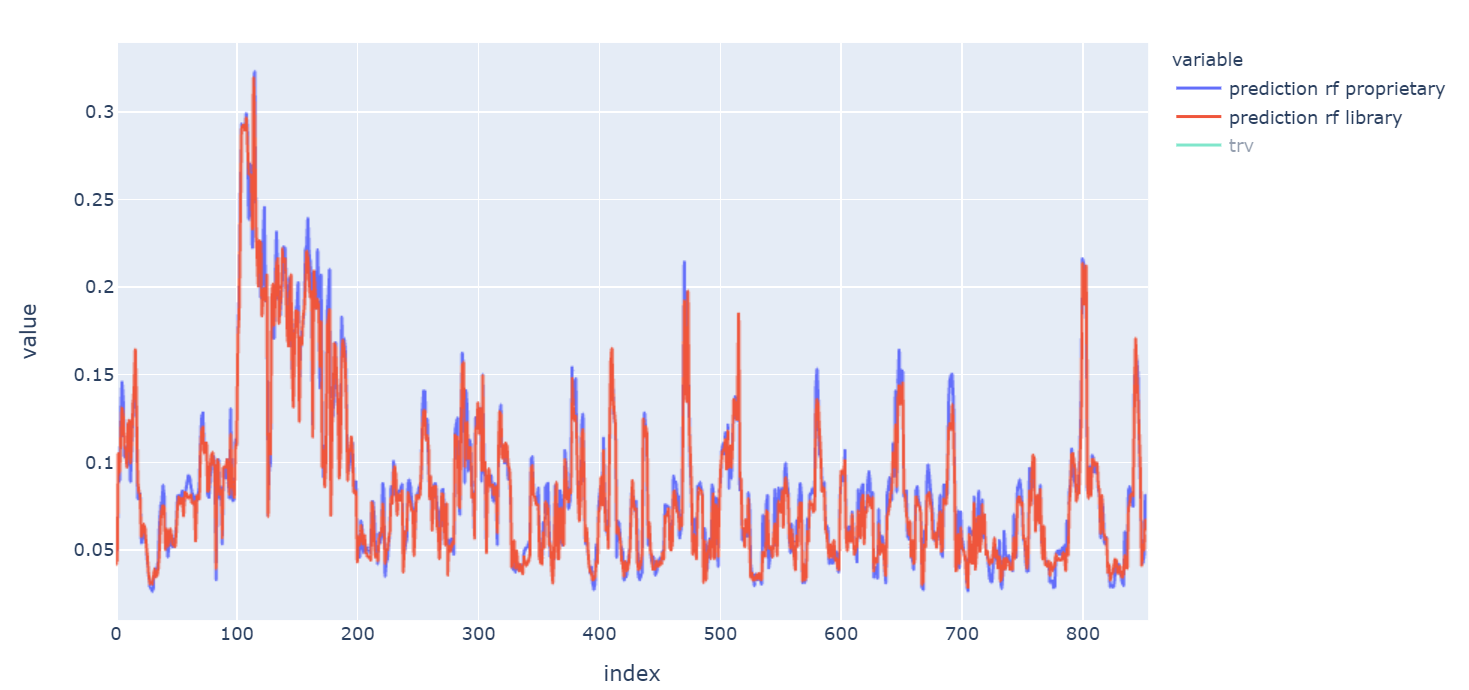 variable
prediction rf proprietary
prediction rf library
trv
value
0.3
0.25
0.2
0.15
0.1
0.05
0 100 200 300 400 500 600 700 800
index